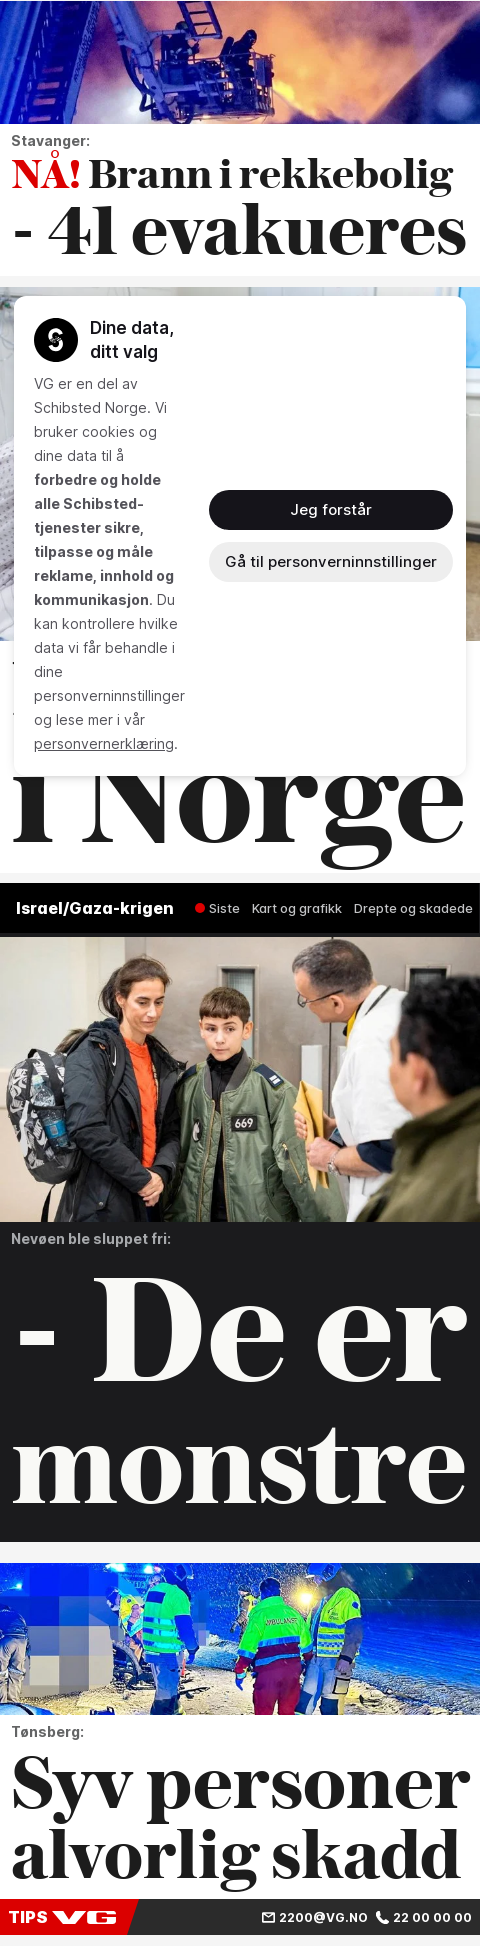 Stavanger:
NÅ! Brann i rekkebolig
- 41 evakueres
Dine data,
ditt valg
VG er en del av
Schibsted Norge. Vi
bruker cookies og
dine data til å
forbedre og holde
alle Schibsted-
tjenester sikre,
tilpasse og måle
reklame, innhold og
kommunikasjon. Du
kan kontrollere hvilke
data vi får behandle i
dine
personverninnstillinger
og lese mer i vår
personvernerklæring.
Jeg forstår
Gå til personverninnstillinger
i Norge
Israel/Gaza-krigen Siste Kart og grafikk Drepte og skadede
669
Nevøen ble sluppet fri:
- De er
monstre
AMBULANSE
Tønsberg:
Syv personer
alvorlig skadd
TIPS VG 2200@VG.NO 22 00 00 00